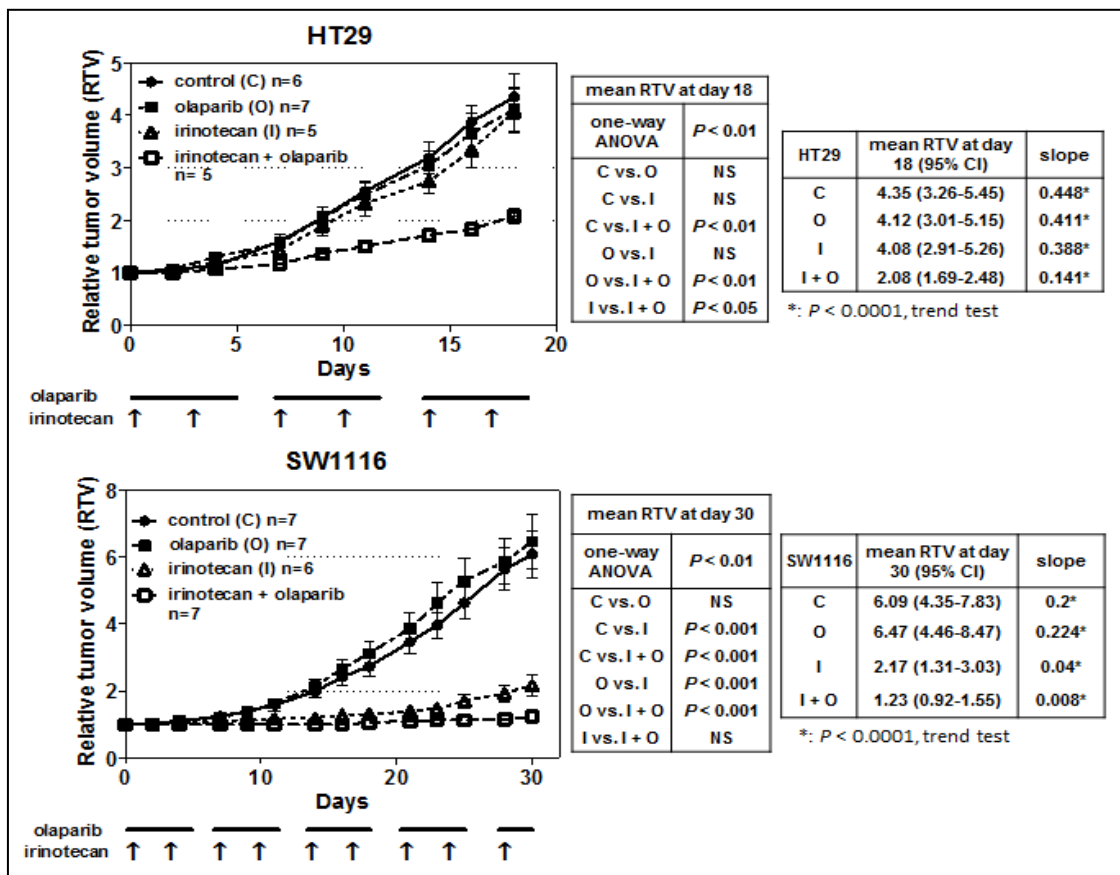 HT29
Relative tumor volume (RTV)
5
4
3
2
1
0
control (C) n=6
olaparib (O) n=7
irinotecan (I) n=5
irinotecan + olaparib
n= 5
0 5 10 15 20
Days
olaparib
irinotecan ↑ ↑ ↑ ↑ ↑ ↑
mean RTV at day 18
one-way
ANOVA P < 0.01
C vs. O NS
C vs. I NS
C vs. I + O P < 0.01
O vs. I NS
O vs. I + O P < 0.01
I vs. I + O P < 0.05
HT29 mean RTV at day
18 (95% CI) slope
C 4.35 (3.26-5.45) 0.448*
O 4.12 (3.01-5.15) 0.411*
I 4.08 (2.91-5.26) 0.388*
I + O 2.08 (1.69-2.48) 0.141*
*: P < 0.0001, trend test
SW1116
Relative tumor volume (RTV)
8
6
4
2
0
control (C) n=7
olaparib (O) n=7
irinotecan (I) n=6
irinotecan + olaparib
n=7
0 10 20 30
Days
olaparib
irinotecan ↑ ↑ ↑ ↑ ↑ ↑ ↑ ↑ ↑
mean RTV at day 30
one-way
ANOVA P < 0.01
C vs. O NS
C vs. I P < 0.001
C vs. I + O P < 0.001
O vs. I P < 0.001
O vs. I + O P < 0.001
I vs. I + O NS
SW1116 mean RTV at day
30 (95% CI) slope
C 6.09 (4.35-7.83) 0.2*
O 6.47 (4.46-8.47) 0.224*
I 2.17 (1.31-3.03) 0.04*
I + O 1.23 (0.92-1.55) 0.008*
*: P < 0.0001, trend test